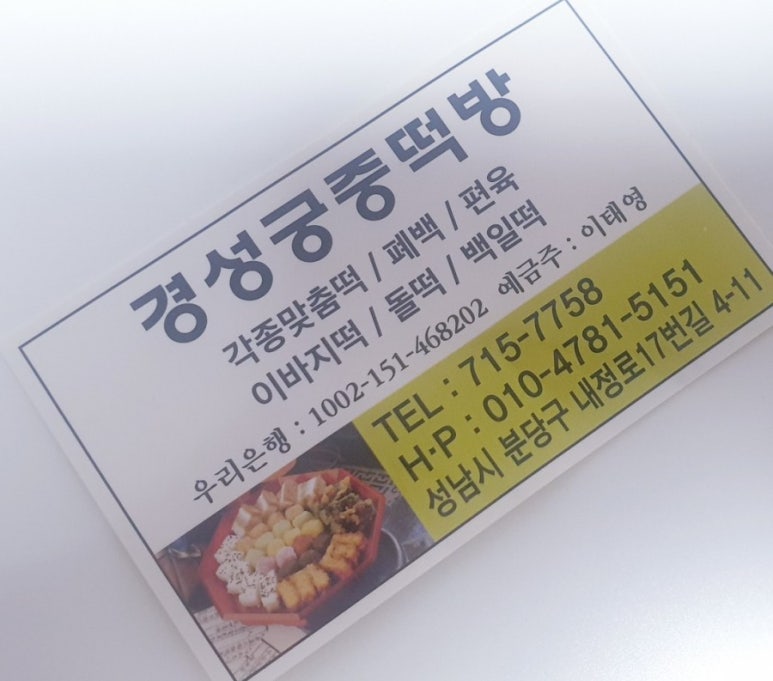 경성궁중떡방
각종맞춤떡 / 폐백 / 편육
이바지떡 / 돌떡 / 백일떡
우리은행 : 1002-151-468202 예금주 : 이태영
TEL : 715-7758
H·P : 010-4781-5151
성남시 분당구 내정로17번길 4-11